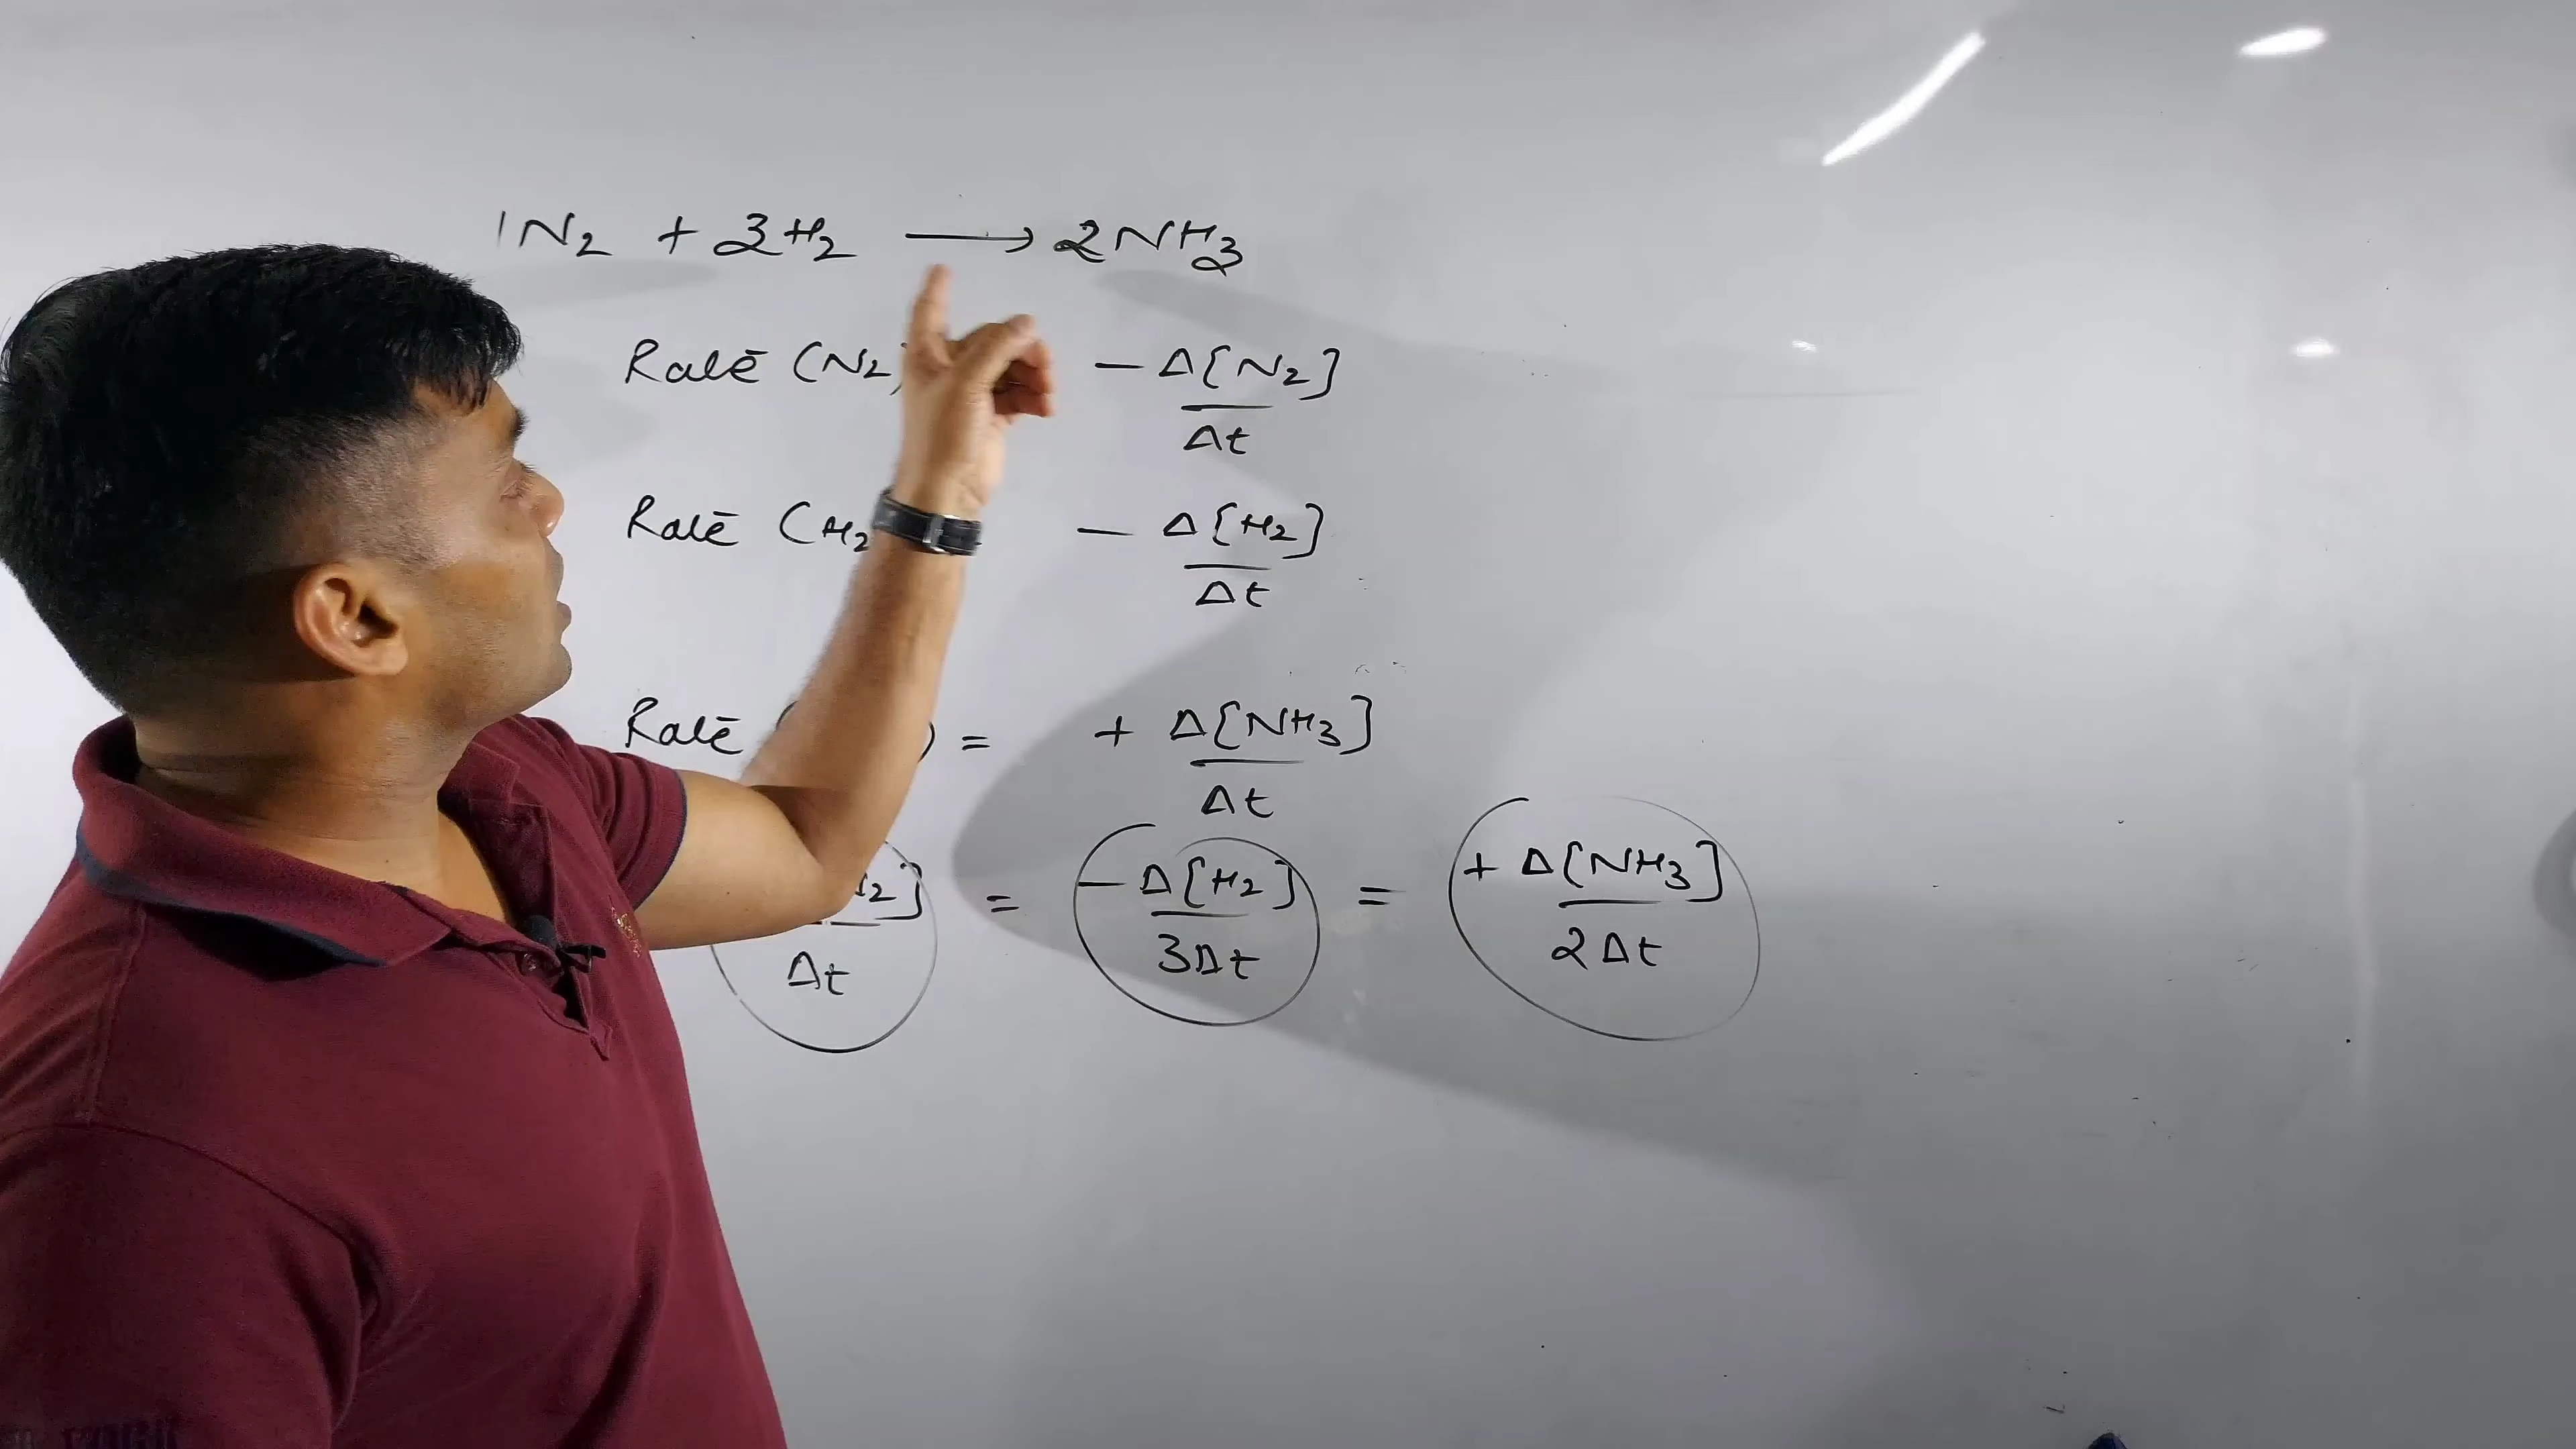 1N2 + 3H2 → 2NH3
Rate (N2) − Δ[N2]
Δt
Rate (H2 = − Δ[H2]
Δt
Rate ) = + Δ[NH3]
Δt
2] = − Δ[H2] = + Δ[NH3]
Δt 3Δt 2Δt